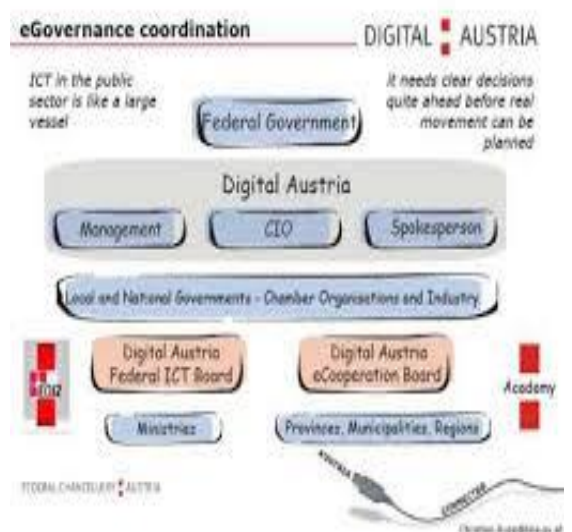 eGovernance coordination
DIGITAL AUSTRIA
ICT in the public
sector is like a large
vessel
it needs clear decisions
quite ahead before real
movement can be
planned
Federal Government
Digital Austria
Management
CIO
Spokesperson
Local and National Governments - Chamber Organisations and Industry
Digital Austria
Federal ICT Board
Digital Austria
eCooperation Board
Academy
Ministries
Provinces, Municipalities, Regions
FEDERAL CHANCELLERY AUSTRIA
CONNECTED